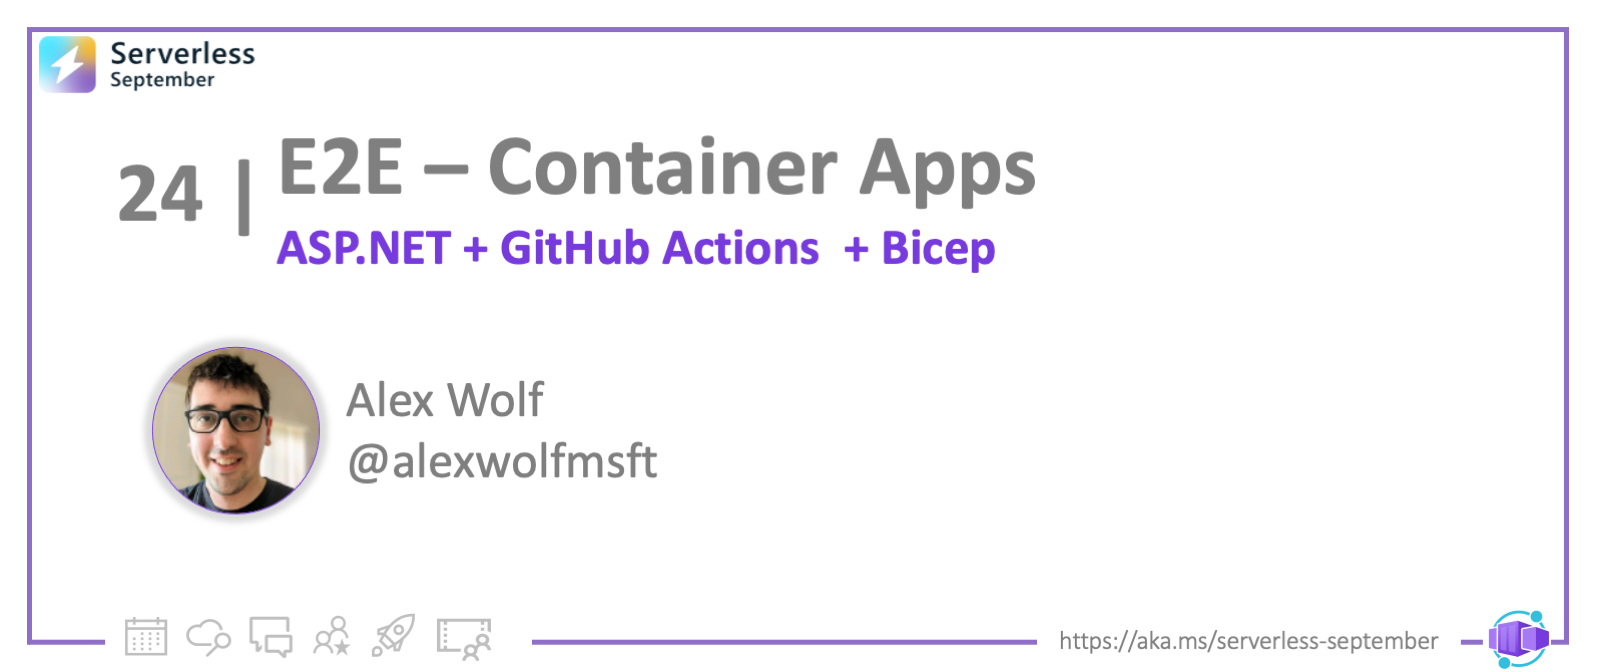 Serverless
September
24 |
E2E – Container Apps
ASP.NET + GitHub Actions + Bicep
Alex Wolf
@alexwolfmsft
https://aka.ms/serverless-september